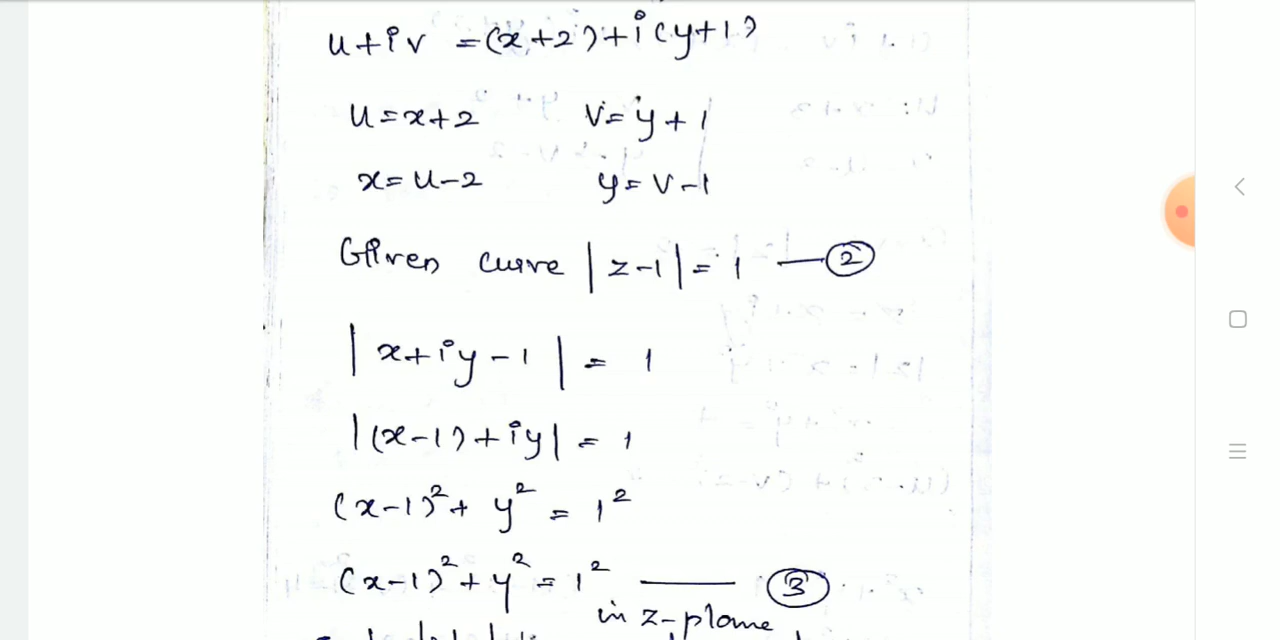 u+iv =(x+2)+i(y+1)
u=x+2 v=y+1
x=u-2 y=v-1
Given curve |z-1|=1 —②
|x+iy-1| = 1
|(x-1)+iy| = 1
(x-1)²+ y² = 1²
(x-1)²+y²=1² —— ③
in z-plane